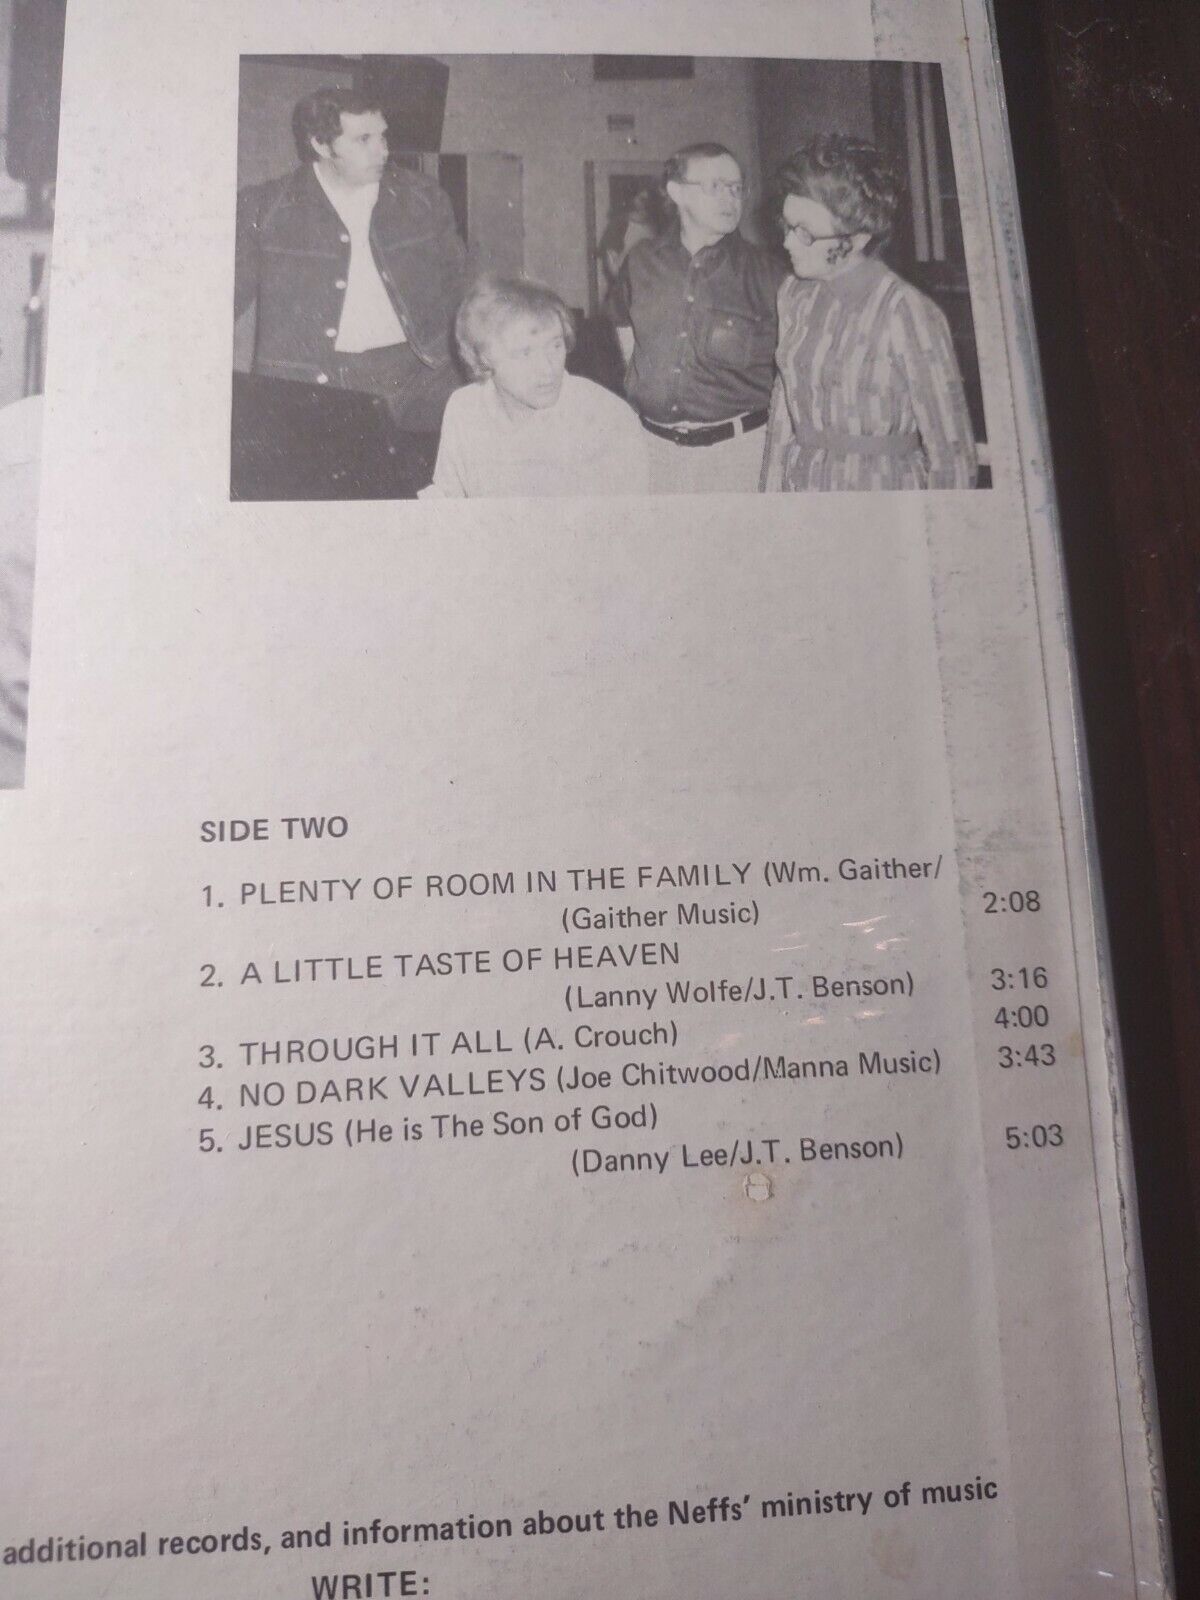 SIDE TWO
1. PLENTY OF ROOM IN THE FAMILY (Wm. Gaither/
(Gaither Music) 2:08
2. A LITTLE TASTE OF HEAVEN
(Lanny Wolfe/J.T. Benson) 3:16
3. THROUGH IT ALL (A. Crouch) 4:00
4. NO DARK VALLEYS (Joe Chitwood/Manna Music) 3:43
5. JESUS (He is The Son of God)
(Danny Lee/J.T. Benson) 5:03
additional records, and information about the Neffs' ministry of music
WRITE: